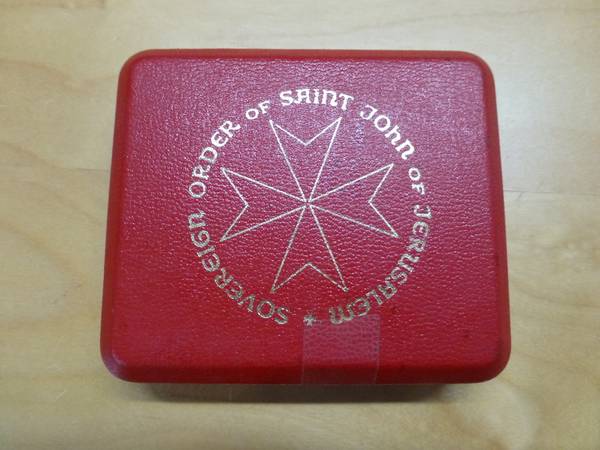 SOVEREIGN ORDER OF SAINT JOHN OF JERUSALEM *